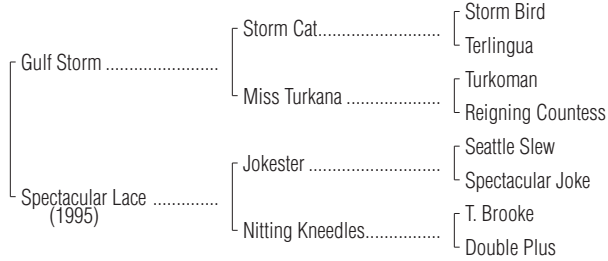 Storm Bird
Storm Cat....................
Terlingua
Gulf Storm ........................
Turkoman
Miss Turkana ....................
Reigning Countess
Seattle Slew
Jokester ............................
Spectacular Joke
Spectacular Lace ..............
(1995)
T. Brooke
Nitting Kneedles................
Double Plus